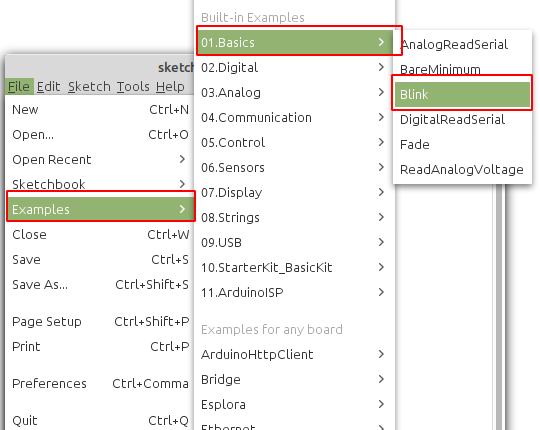 sketch
File Edit Sketch Tools Help
New Ctrl+N
Open... Ctrl+O
Open Recent
Sketchbook
Examples
Close Ctrl+W
Save Ctrl+S
Save As... Ctrl+Shift+S
Page Setup Ctrl+Shift+P
Print Ctrl+P
Preferences Ctrl+Comma
Quit Ctrl+Q
Built-in Examples
01.Basics
02.Digital
03.Analog
04.Communication
05.Control
06.Sensors
07.Display
08.Strings
09.USB
10.StarterKit_BasicKit
11.ArduinoISP
Examples for any board
ArduinoHttpClient
Bridge
Esplora
Ethernet
AnalogReadSerial
BareMinimum
Blink
DigitalReadSerial
Fade
ReadAnalogVoltage